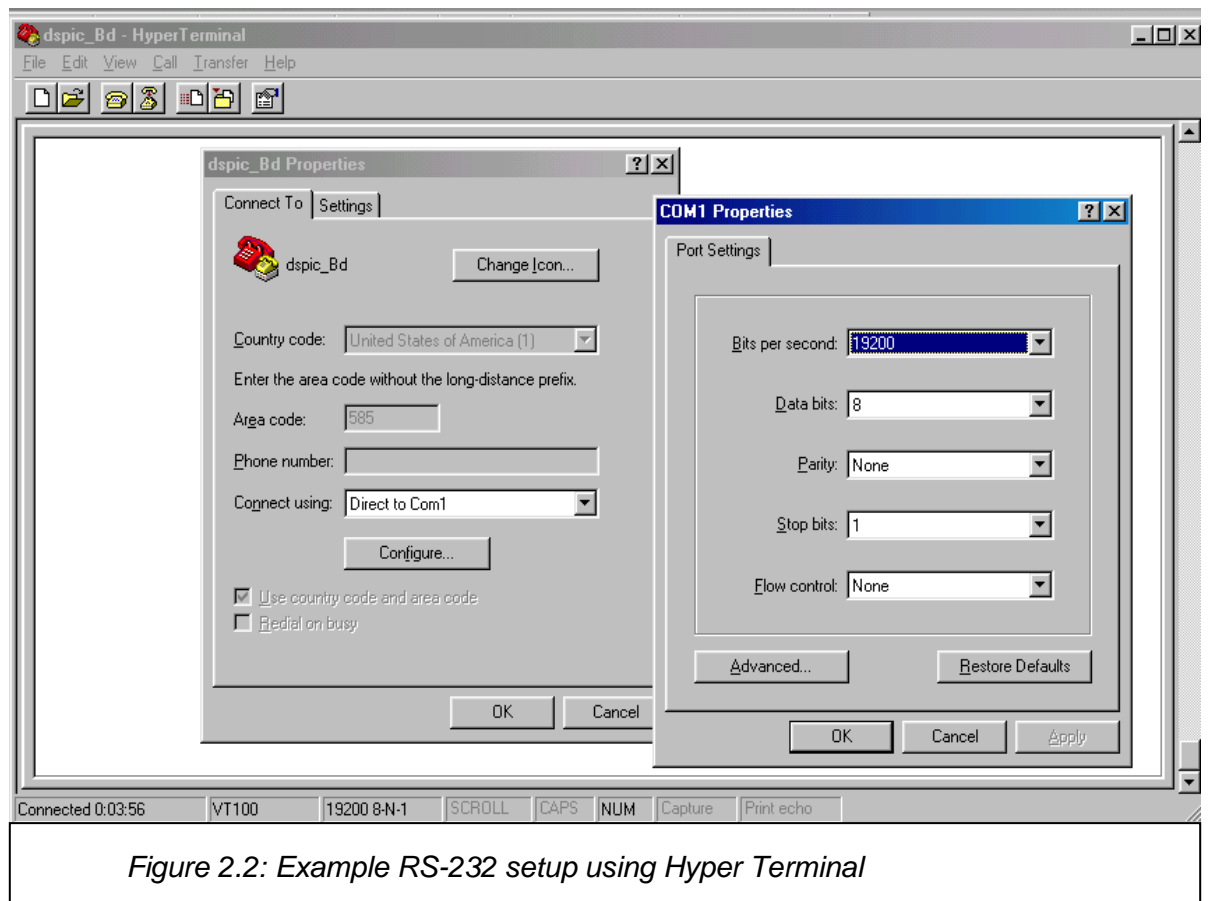 dspic_Bd - HyperTerminal
File Edit View Call Transfer Help
dspic_Bd Properties
Connect To Settings
dspic_Bd
Change Icon...
Country code: United States of America (1)
Enter the area code without the long-distance prefix.
Area code: 585
Phone number:
Connect using: Direct to Com1
Configure...
Use country code and area code
Redial on busy
OK Cancel
COM1 Properties
Port Settings
Bits per second: 19200
Data bits: 8
Parity: None
Stop bits: 1
Flow control: None
Advanced... Restore Defaults
OK Cancel Apply
Connected 0:03:56 VT100 19200 8-N-1 SCROLL CAPS NUM Capture Print echo
Figure 2.2: Example RS-232 setup using Hyper Terminal